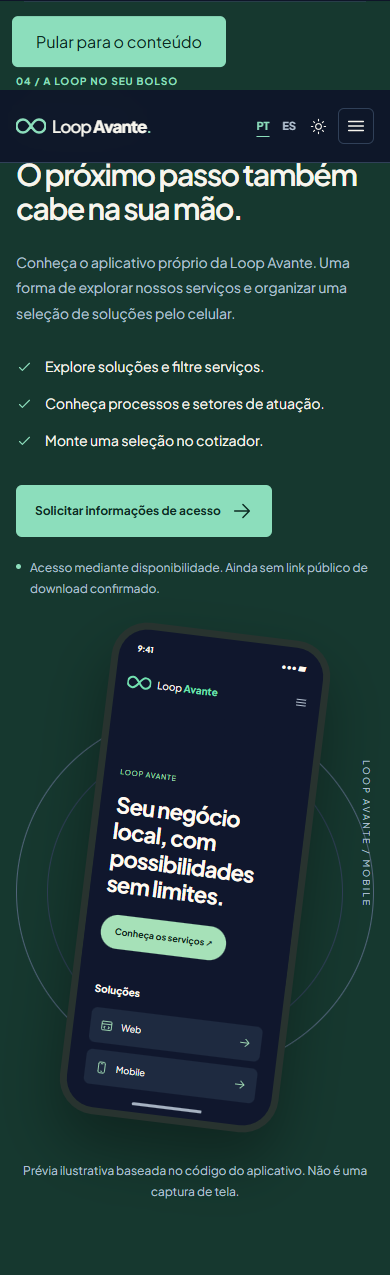 Pular para o conteúdo
04 / A LOOP NO SEU BOLSO
Loop Avante.
PT ES
O próximo passo também
cabe na sua mão.
Conheça o aplicativo próprio da Loop Avante. Uma
forma de explorar nossos serviços e organizar uma
seleção de soluções pelo celular.
Explore soluções e filtre serviços.
Conheça processos e setores de atuação.
Monte uma seleção no cotizador.
Solicitar informações de acesso
Acesso mediante disponibilidade. Ainda sem link público de
download confirmado.
9:41
Loop Avante
LOOP AVANTE
Seu negócio
local, com
possibilidades
sem limites.
Conheça os serviços ↗
Soluções
Web
Mobile
LOOP AVANTE / MOBILE
Prévia ilustrativa baseada no código do aplicativo. Não é uma
captura de tela.